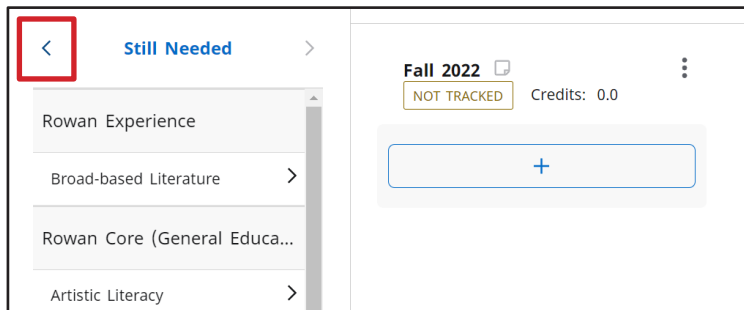 Still Needed
Rowan Experience
Broad-based Literature
Rowan Core (General Educa...
Artistic Literacy
Fall 2022
NOT TRACKED Credits: 0.0
+